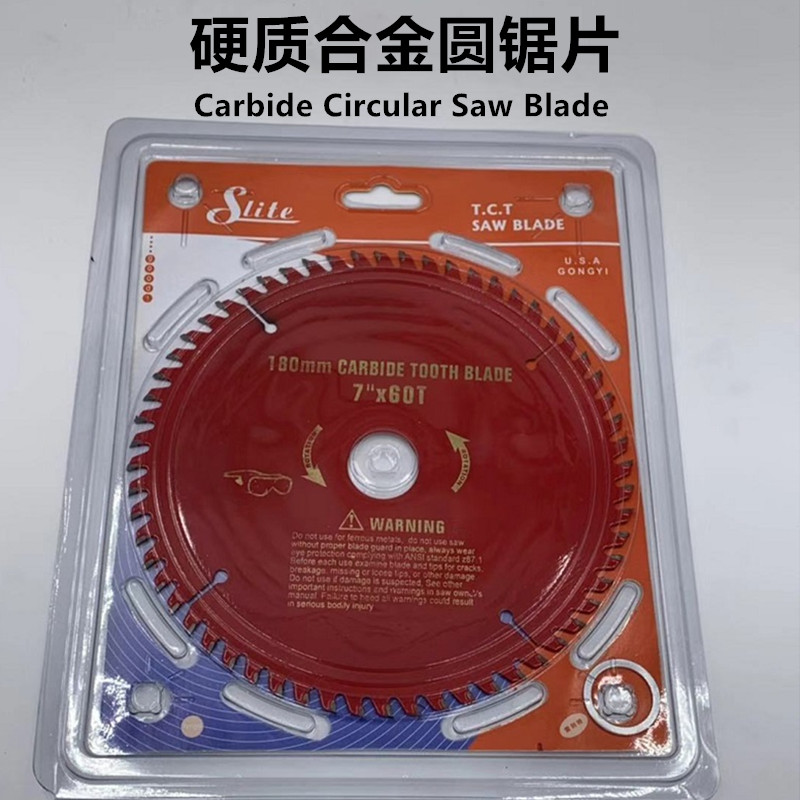 硬质合金圆锯片
Carbide Circular Saw Blade
Slite
T.C.T
SAW BLADE
U.S.A
GONGYI
180mm CARBIDE TOOTH BLADE
7"x60T
ROTATION
ROTATION
WARNING
Do not use for ferrous metals, do not use saw
without proper blade guard in place, always wear
eye protection complying with ANSI standard z87.1
Before each use examine blade and tips for cracks,
breakage, missing or loose tips, or other damage
Do not use if damage is suspected. See other
important instructions and warnings in saw own
manual. Failure to heed all warnings could result
in serious bodily injury